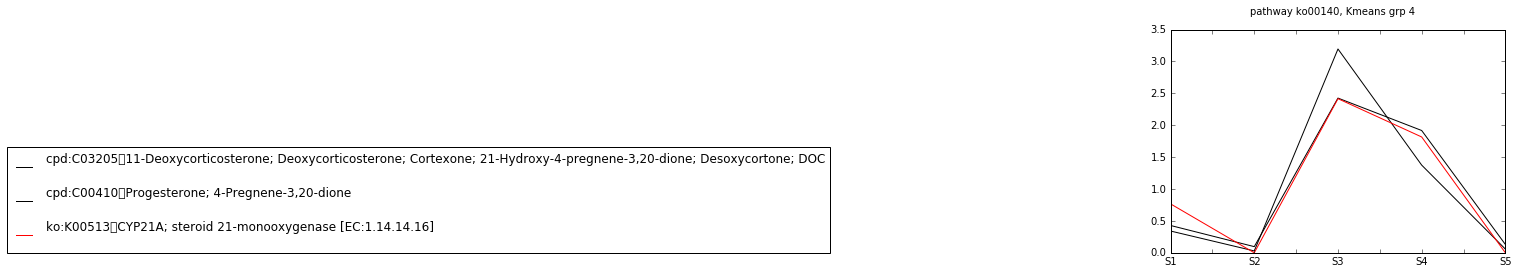 pathway ko00140, Kmeans grp 4
3.5
3.0
2.5
2.0
1.5
1.0
0.5
0.0
S1 S2 S3 S4 S5
cpd:C03205▯11-Deoxycorticosterone; Deoxycorticosterone; Cortexone; 21-Hydroxy-4-pregnene-3,20-dione; Desoxycortone; DOC
cpd:C00410▯Progesterone; 4-Pregnene-3,20-dione
ko:K00513▯CYP21A; steroid 21-monooxygenase [EC:1.14.14.16]